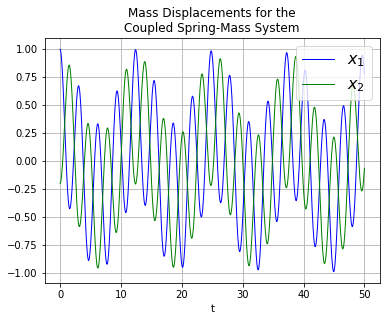 Mass Displacements for the
Coupled Spring-Mass System
x₁
x₂
1.00
0.75
0.50
0.25
0.00
−0.25
−0.50
−0.75
−1.00
0 10 20 30 40 50
t